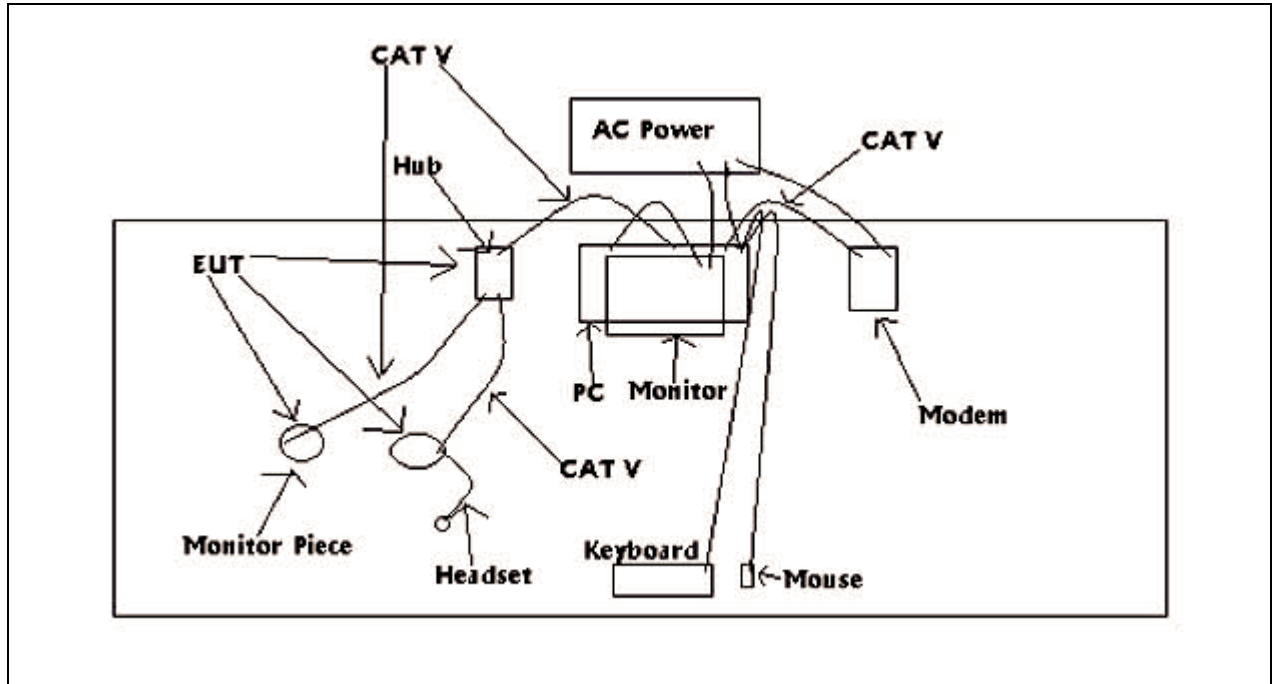 CAT V
AC Power
CAT V
Hub
EUT
PC
Monitor
Modem
CAT V
Monitor Piece
Headset
Keyboard
Mouse